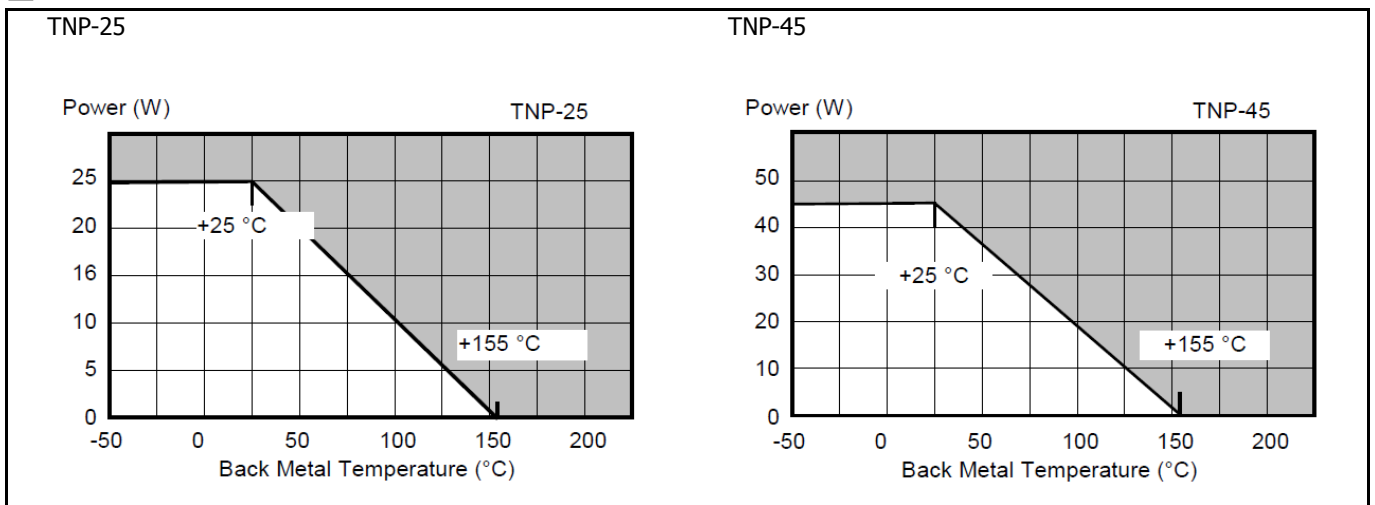 TNP-25
Power (W)
TNP-25
25
20
16
10
5
0
+25 °C
+155 °C
-50 0 50 100 150 200
Back Metal Temperature (°C)
TNP-45
Power (W)
TNP-45
50
40
30
20
10
0
+25 °C
+155 °C
-50 0 50 100 150 200
Back Metal Temperature (°C)